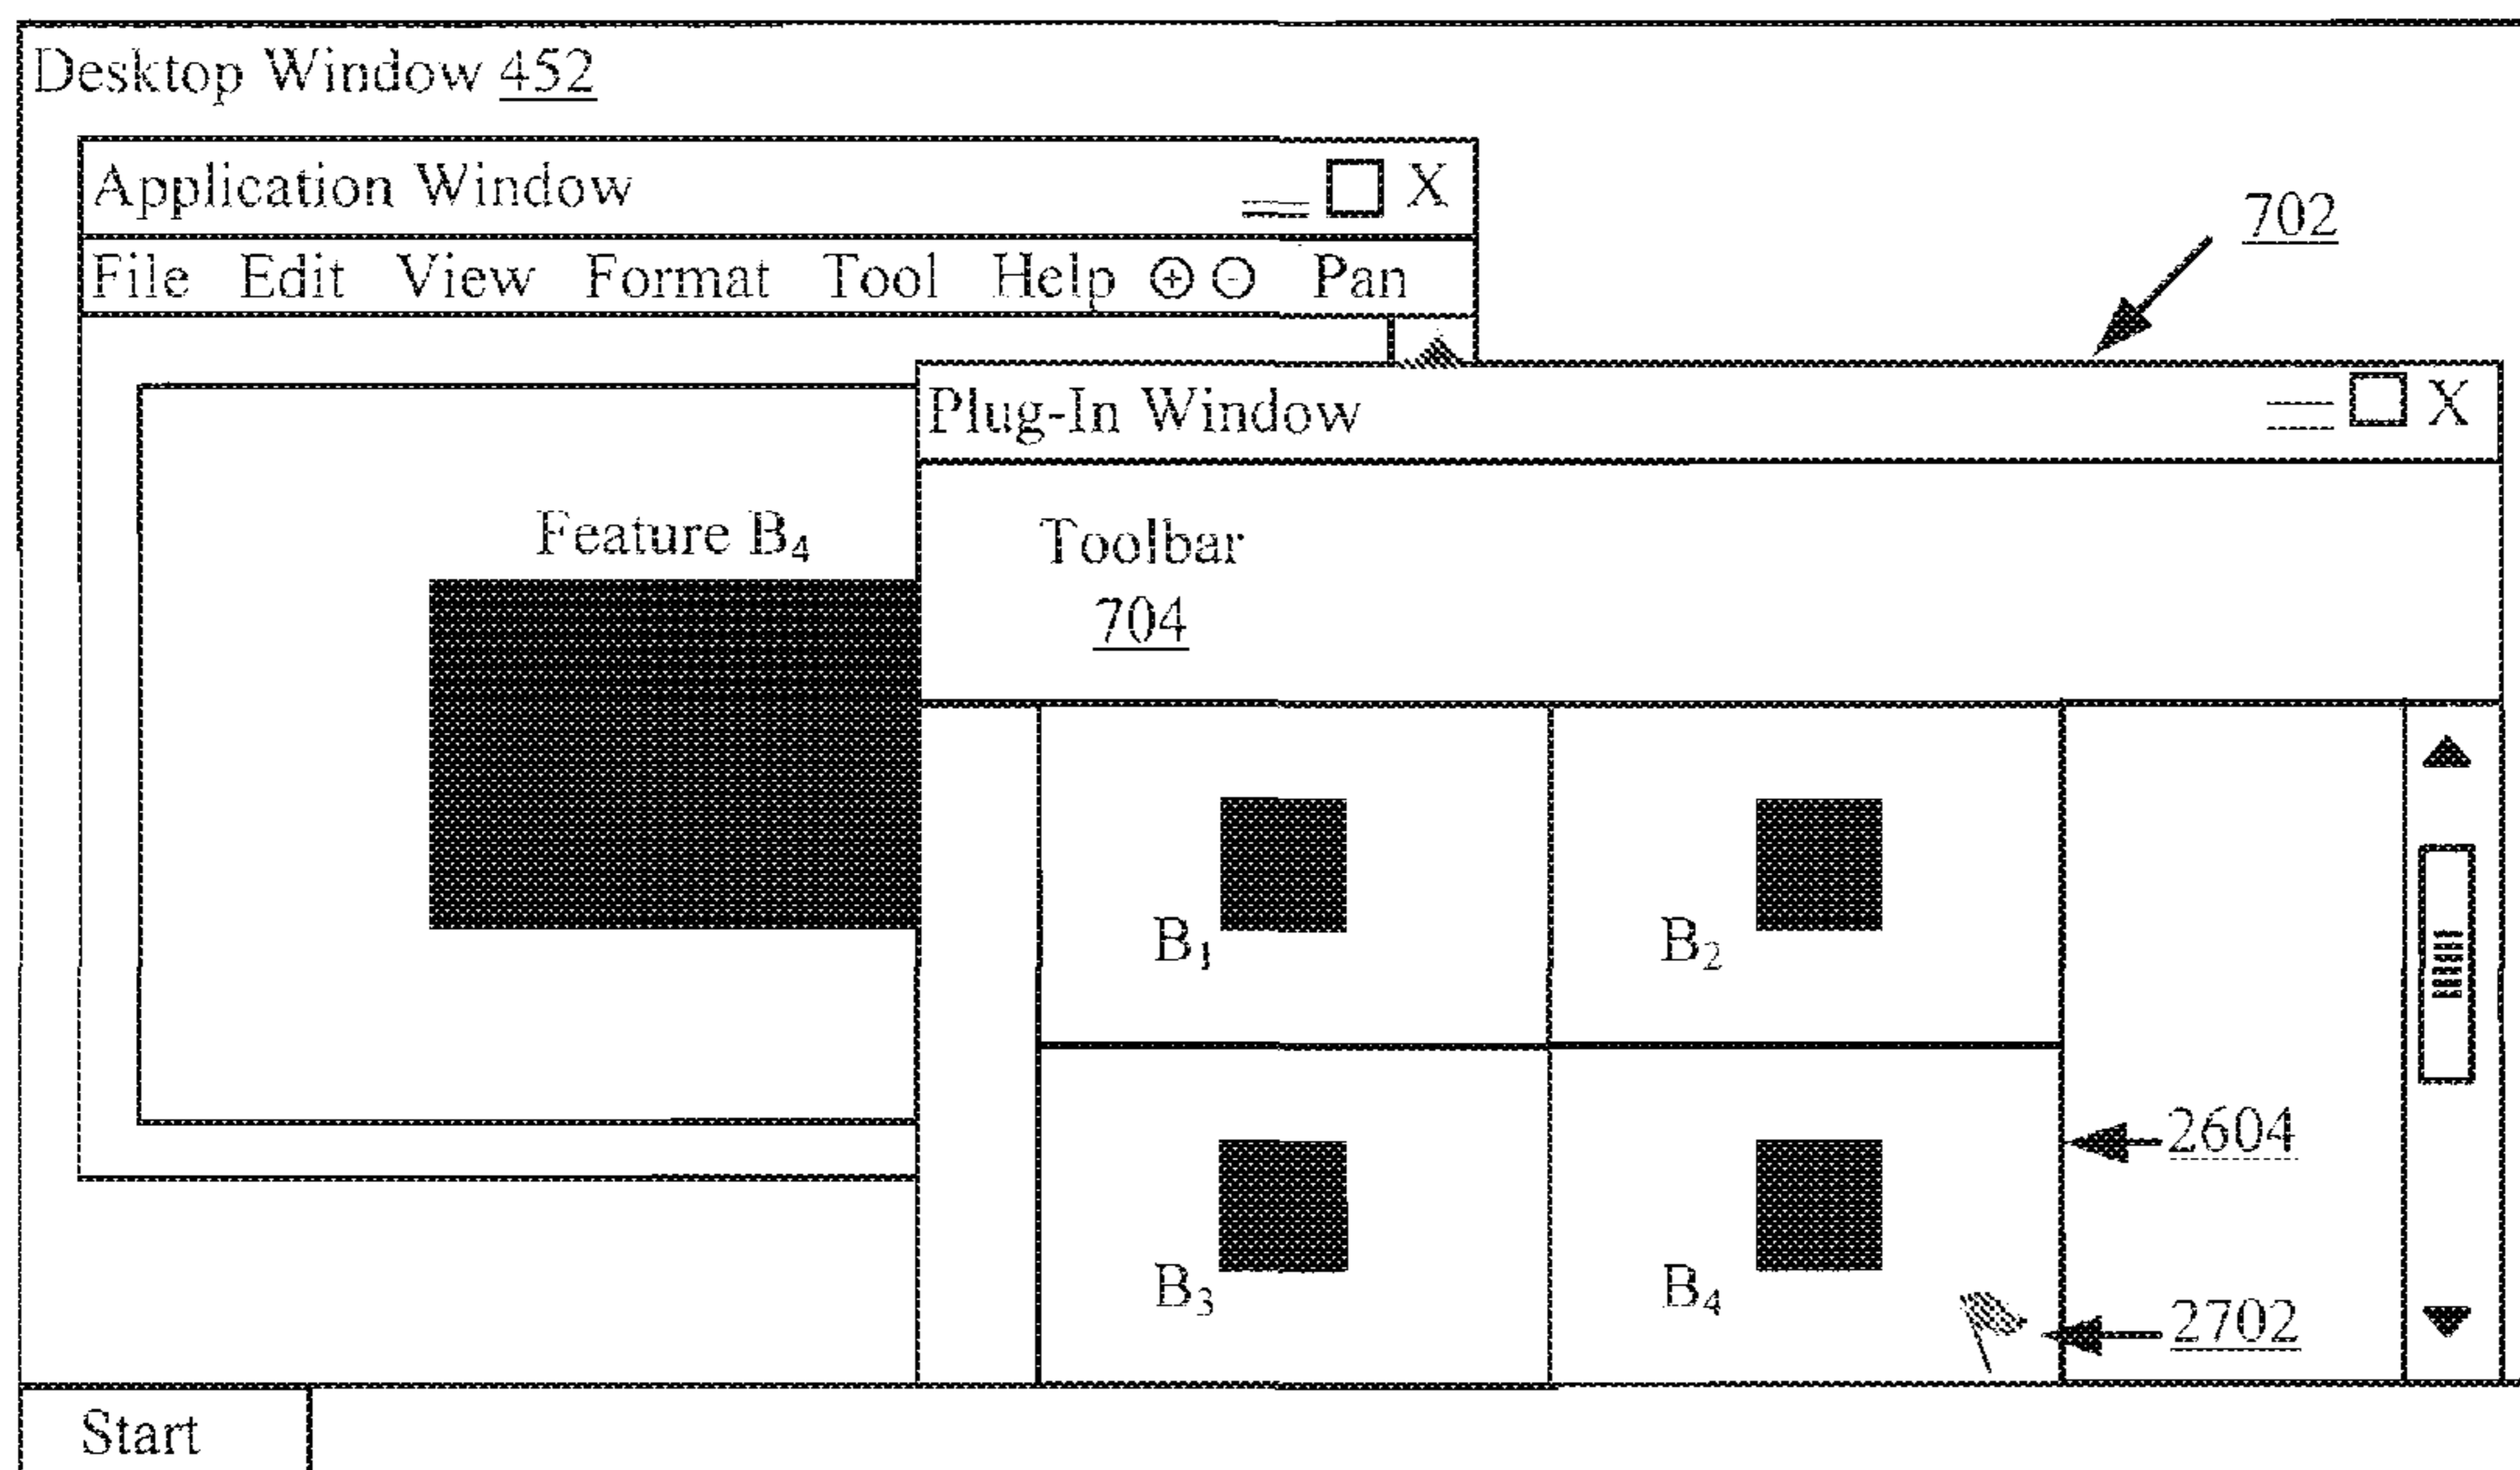 Desktop Window 452
Application Window X
File Edit View Format Tool Help ⊕ ⊖ Pan
702
Plug-In Window X
Feature B₄
Toolbar
704
B₁
B₂
2604
B₃
B₄
2702
Start